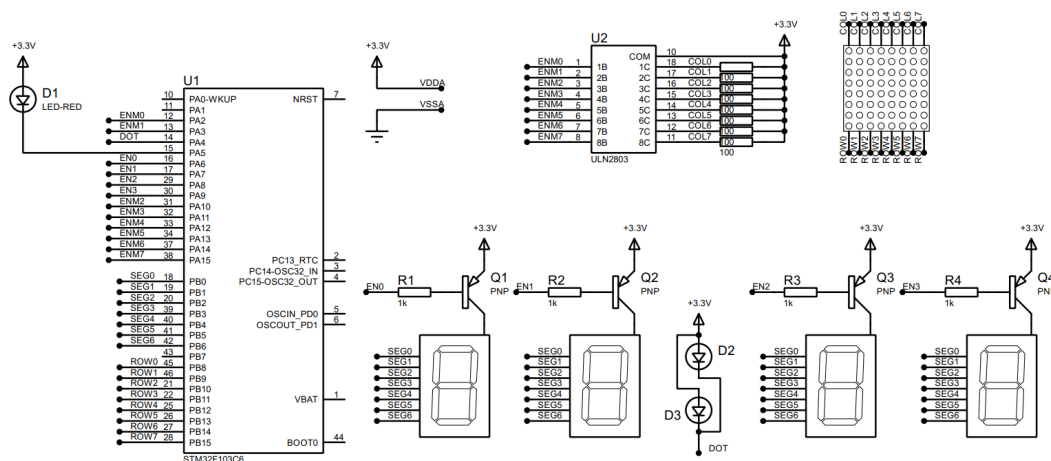 +3.3V
D1
LED-RED
U1
10 PA0-WKUP
11 PA1
ENM0 12 PA2
ENM1 13 PA3
DOT 14 PA4
15 PA5
EN0 16 PA6
EN1 17 PA7
EN2 29 PA8
EN3 30 PA9
ENM2 31 PA10
ENM3 32 PA11
ENM4 33 PA12
ENM5 34 PA13
ENM6 37 PA14
ENM7 38 PA15
SEG0 18 PB0
SEG1 19 PB1
SEG2 20 PB2
SEG3 39 PB3
SEG4 40 PB4
SEG5 41 PB5
SEG6 42 PB6
43 PB7
ROW0 45 PB8
ROW1 46 PB9
ROW2 21 PB10
ROW3 22 PB11
ROW4 25 PB12
ROW5 26 PB13
ROW6 27 PB14
ROW7 28 PB15
NRST 7
PC13_RTC 2
PC14-OSC32_IN 3
PC15-OSC32_OUT 4
OSCIN_PD0 5
OSCOUT_PD1 6
VBAT 1
BOOT0 44
STM32F103C6
+3.3V
VDDA
VSSA
U2
COM 10
ENM0 1 1B 1C 18 COL0
ENM1 2 2B 2C 17 COL1
ENM2 3 3B 3C 16 COL2
ENM3 4 4B 4C 15 COL3
ENM4 5 5B 5C 14 COL4
ENM5 6 6B 6C 13 COL5
ENM6 7 7B 7C 12 COL6
ENM7 8 8B 8C 11 COL7
100
100
100
100
100
100
100
100
ULN2803
+3.3V
COL0
COL1
COL2
COL3
COL4
COL5
COL6
COL7
ROW0
ROW1
ROW2
ROW3
ROW4
ROW5
ROW6
ROW7
+3.3V
EN0 R1 1k
Q1
PNP
SEG0
SEG1
SEG2
SEG3
SEG4
SEG5
SEG6
+3.3V
EN1 R2 1k
Q2
PNP
SEG0
SEG1
SEG2
SEG3
SEG4
SEG5
SEG6
+3.3V
D2
D3
DOT
+3.3V
EN2 R3 1k
Q3
PNP
SEG0
SEG1
SEG2
SEG3
SEG4
SEG5
SEG6
+3.3V
EN3 R4 1k
Q4
PNP
SEG0
SEG1
SEG2
SEG3
SEG4
SEG5
SEG6